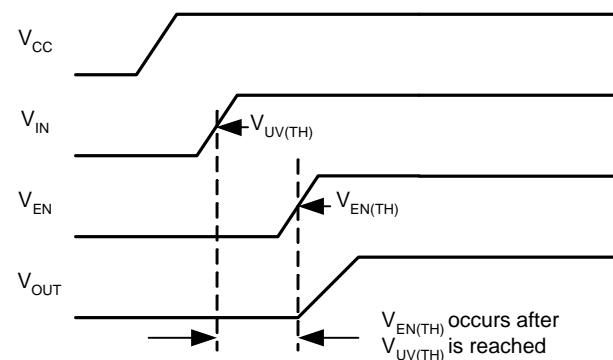 V_CC
V_IN
V_UV(TH)
V_EN
V_EN(TH)
V_OUT
V_EN(TH) occurs after
V_UV(TH) is reached